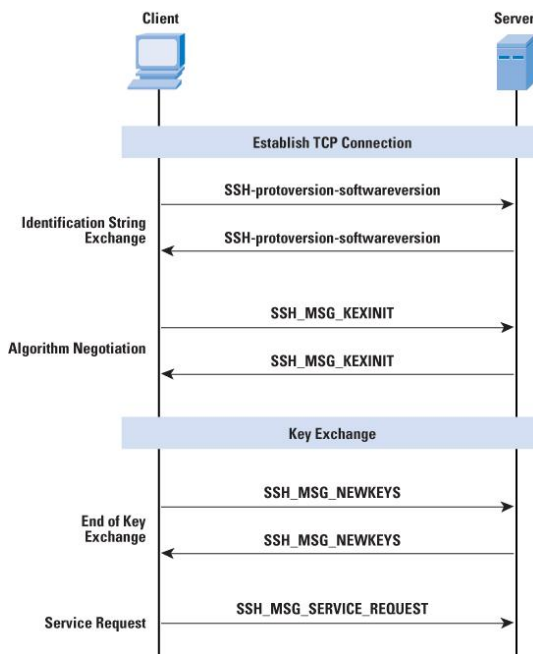 Client
Server
Establish TCP Connection
SSH-protoversion-softwareversion
Identification String
Exchange
SSH-protoversion-softwareversion
SSH_MSG_KEXINIT
Algorithm Negotiation
SSH_MSG_KEXINIT
Key Exchange
SSH_MSG_NEWKEYS
End of Key
Exchange
SSH_MSG_NEWKEYS
SSH_MSG_SERVICE_REQUEST
Service Request